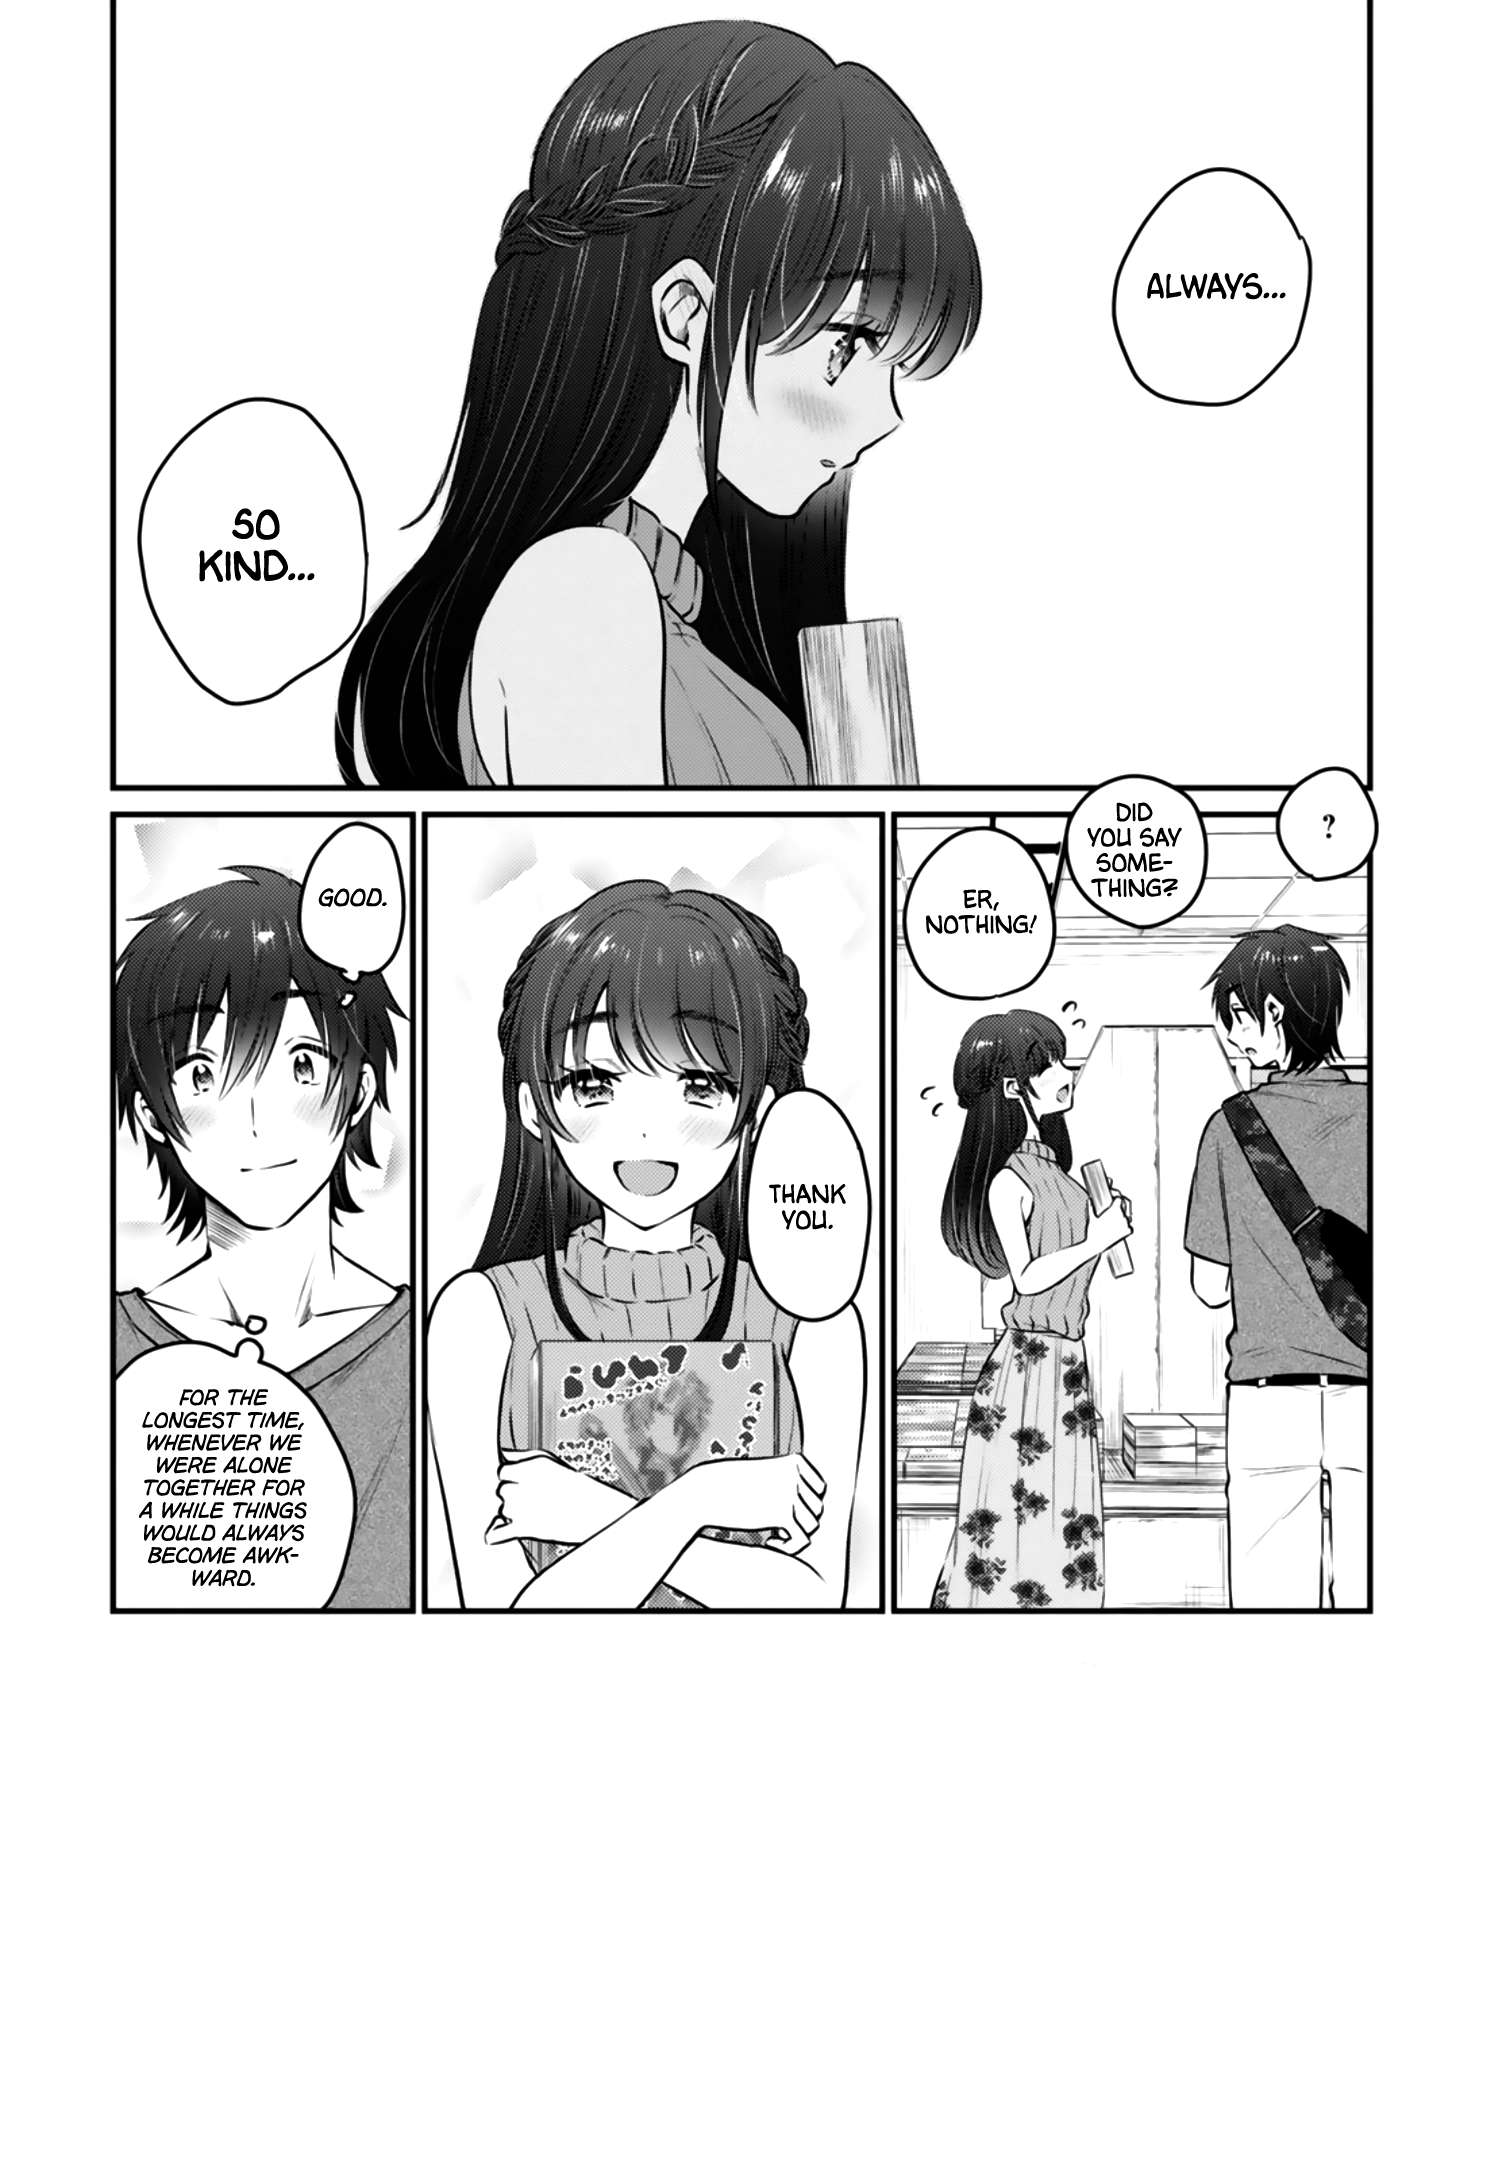 ALWAYS...
SO
KIND...
?
DID
YOU SAY
SOME-
THING?
ER,
NOTHING!
THANK
YOU.
GOOD.
FOR THE
LONGEST TIME,
WHENEVER WE
WERE ALONE
TOGETHER FOR
A WHILE THINGS
WOULD ALWAYS
BECOME AWK-
WARD.